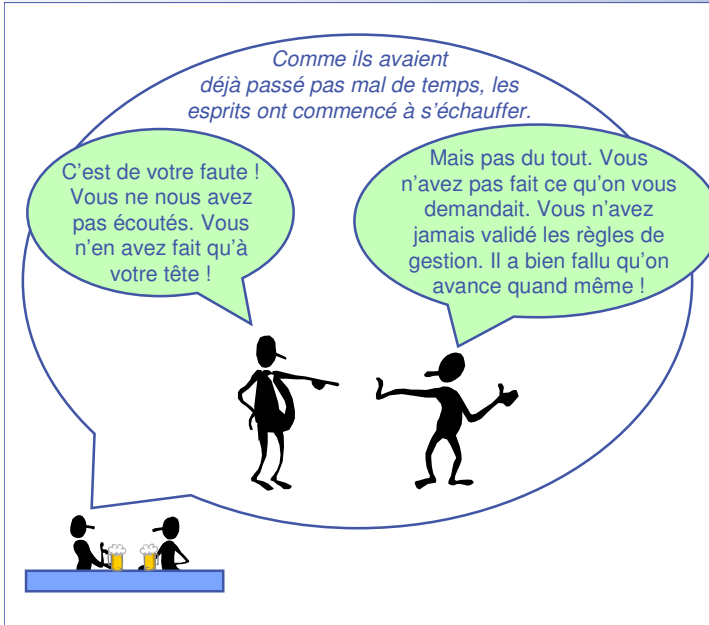 Comme ils avaient
déjà passé pas mal de temps, les
esprits ont commencé à s’échauffer.
C’est de votre faute !
Vous ne nous avez
pas écoutés. Vous
n’en avez fait qu’à
votre tête !
Mais pas du tout. Vous
n’avez pas fait ce qu’on vous
demandait. Vous n’avez
jamais validé les règles de
gestion. Il a bien fallu qu’on
avance quand même !